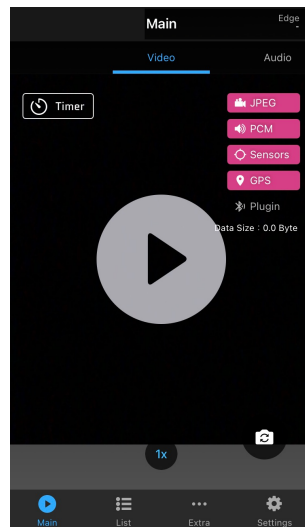 Main
Edge
-
Video
Audio
Timer
JPEG
PCM
Sensors
GPS
Plugin
Data Size : 0.0 Byte
1x
Main
List
Extra
Settings